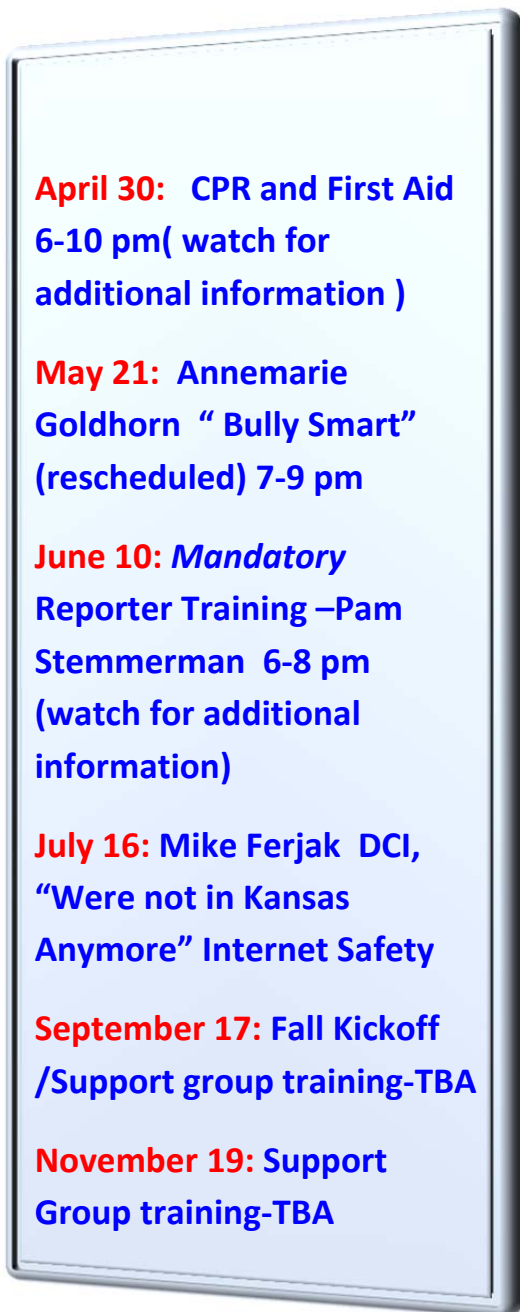 April 30:   CPR and First Aid
6-10 pm( watch for
additional information )
May 21:  Annemarie
Goldhorn  “ Bully Smart”
(rescheduled) 7-9 pm
June 10: Mandatory
Reporter Training –Pam
Stemmerman  6-8 pm
(watch for additional
information)
July 16: Mike Ferjak  DCI,
“Were not in Kansas
Anymore” Internet Safety
September 17: Fall Kickoff
/Support group training-TBA
November 19: Support
Group training-TBA